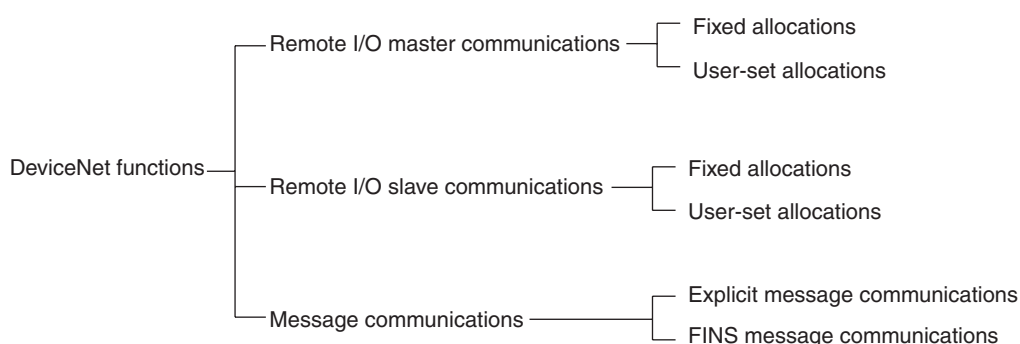 Fixed allocations
Remote I/O master communications
User-set allocations
DeviceNet functions
Fixed allocations
Remote I/O slave communications
User-set allocations
Explicit message communications
Message communications
FINS message communications